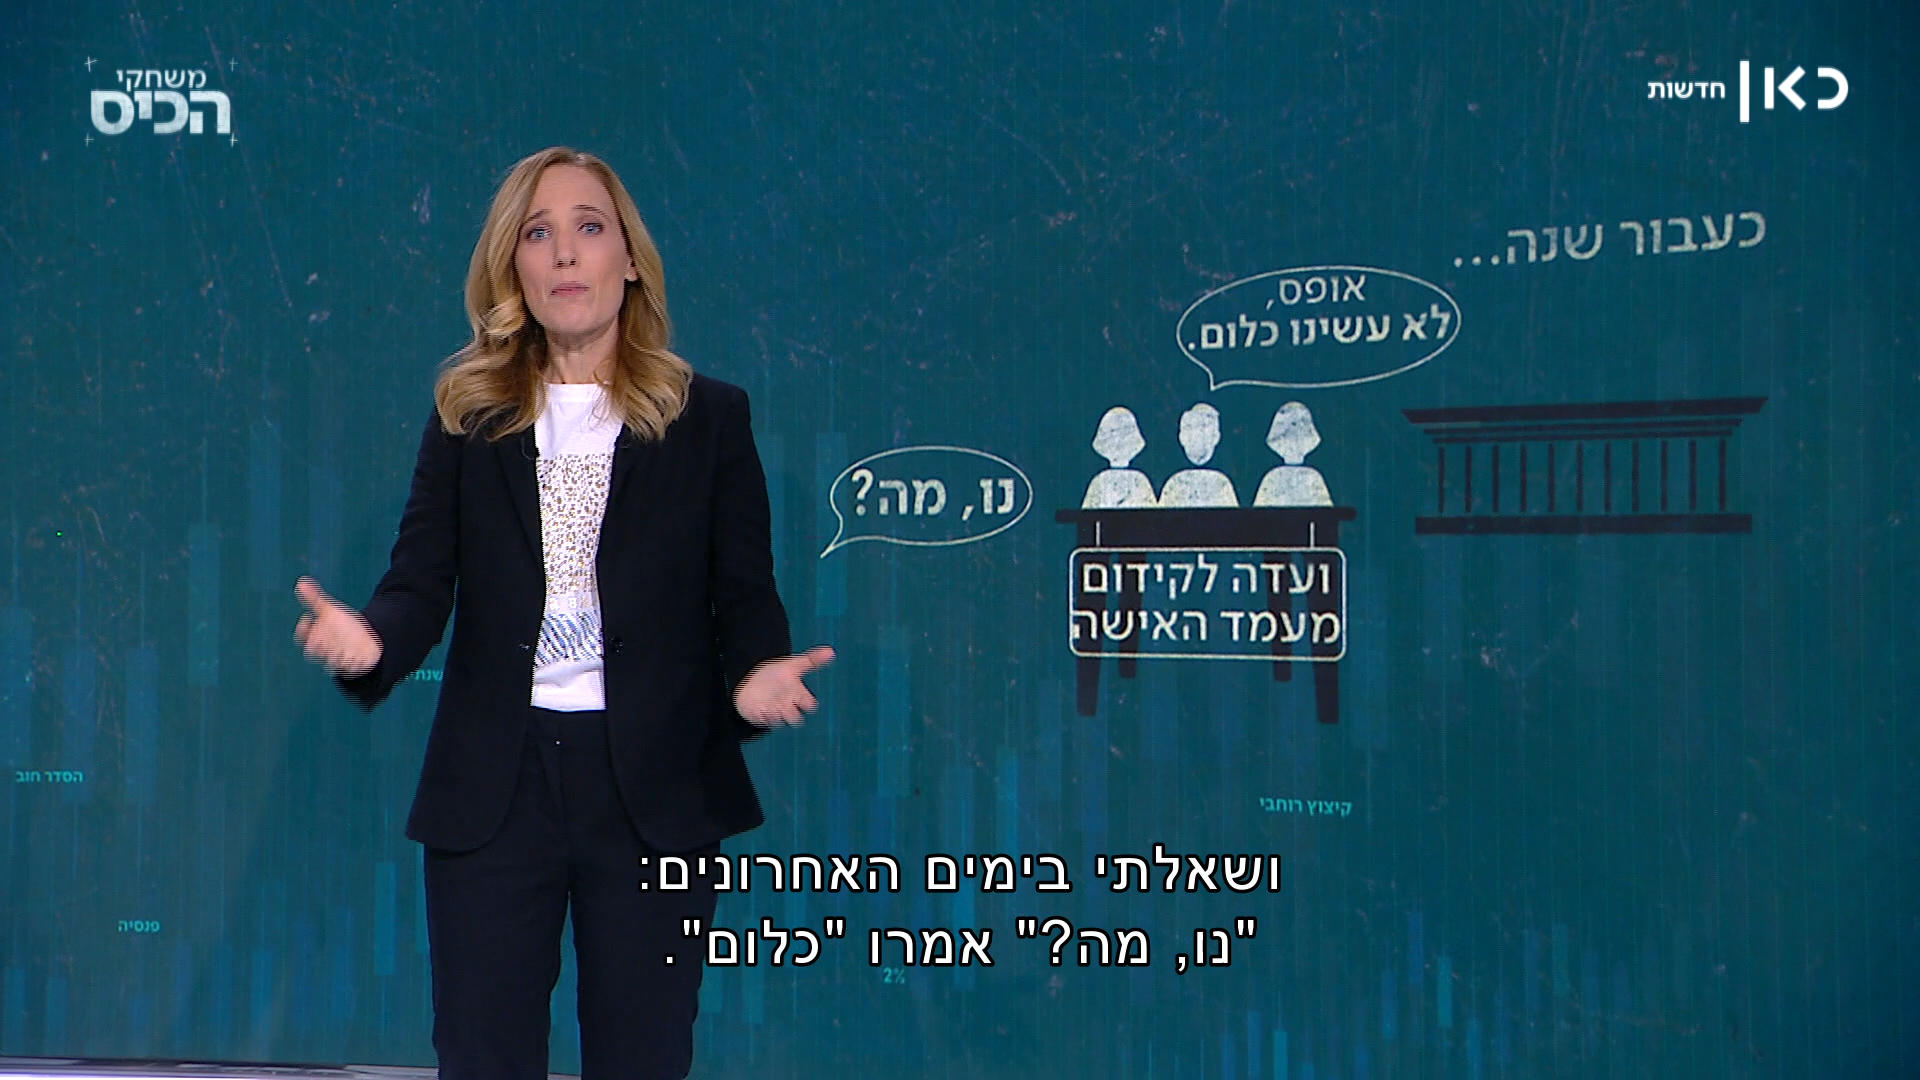 משחקי
הכיס
כאן חדשות
כעבור שנה...
אופס,
לא עשינו כלום.
נו, מה?
ועדה לקידום
מעמד האישה
הסדר חוב
קיצוץ רוחבי
פנסיה
2%
ושאלתי בימים האחרונים:
"נו, מה?" אמרו "כלום".